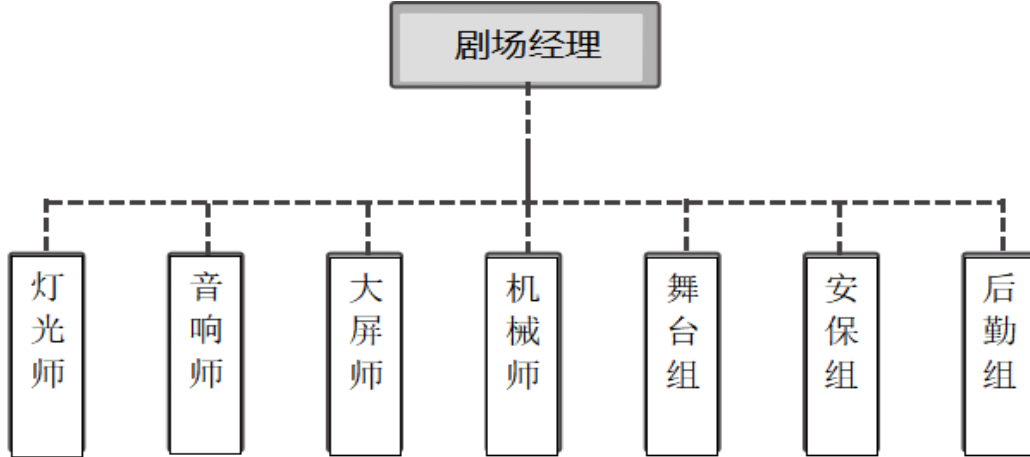 剧场经理
灯光师
音响师
大屏师
机械师
舞台组
安保组
后勤组